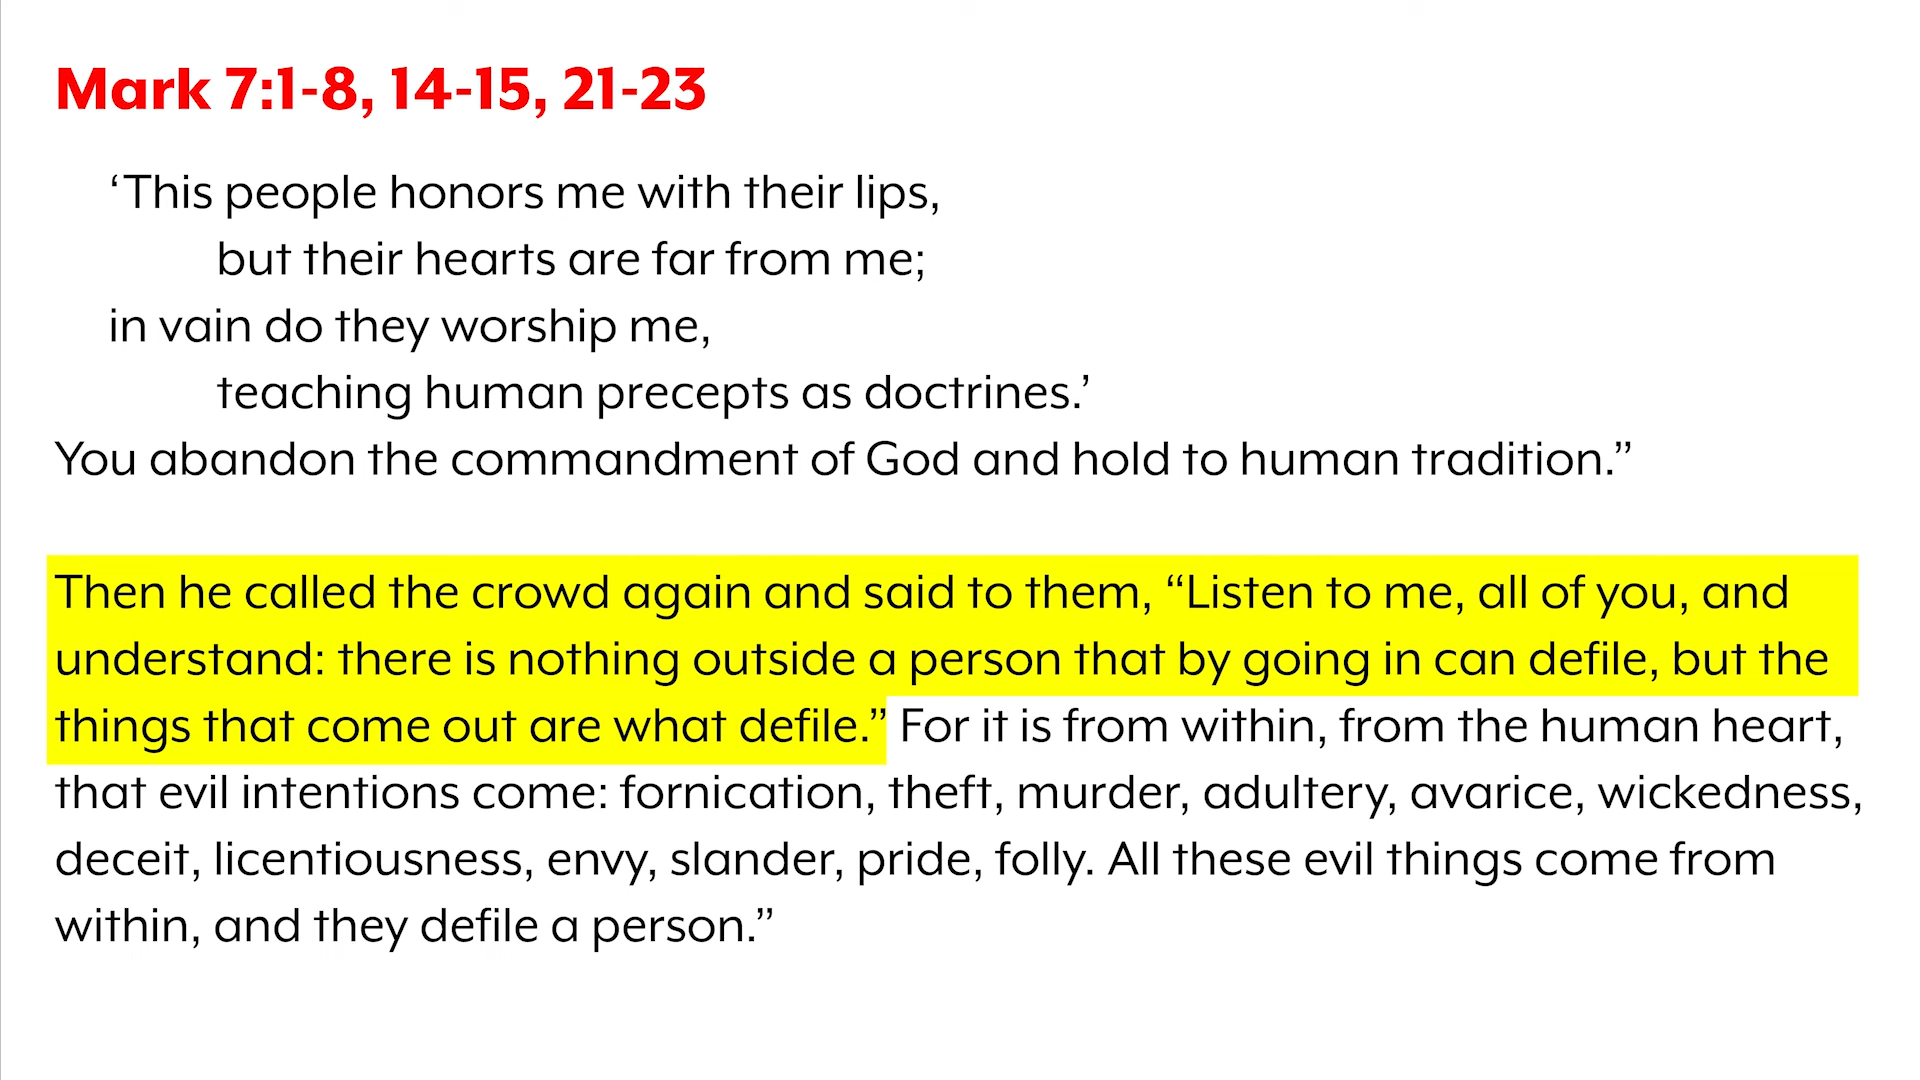 Mark 7:1-8, 14-15, 21-23
‘This people honors me with their lips,
but their hearts are far from me;
in vain do they worship me,
teaching human precepts as doctrines.’
You abandon the commandment of God and hold to human tradition.”
Then he called the crowd again and said to them, “Listen to me, all of you, and
understand: there is nothing outside a person that by going in can defile, but the
things that come out are what defile.” For it is from within, from the human heart,
that evil intentions come: fornication, theft, murder, adultery, avarice, wickedness,
deceit, licentiousness, envy, slander, pride, folly. All these evil things come from
within, and they defile a person.”